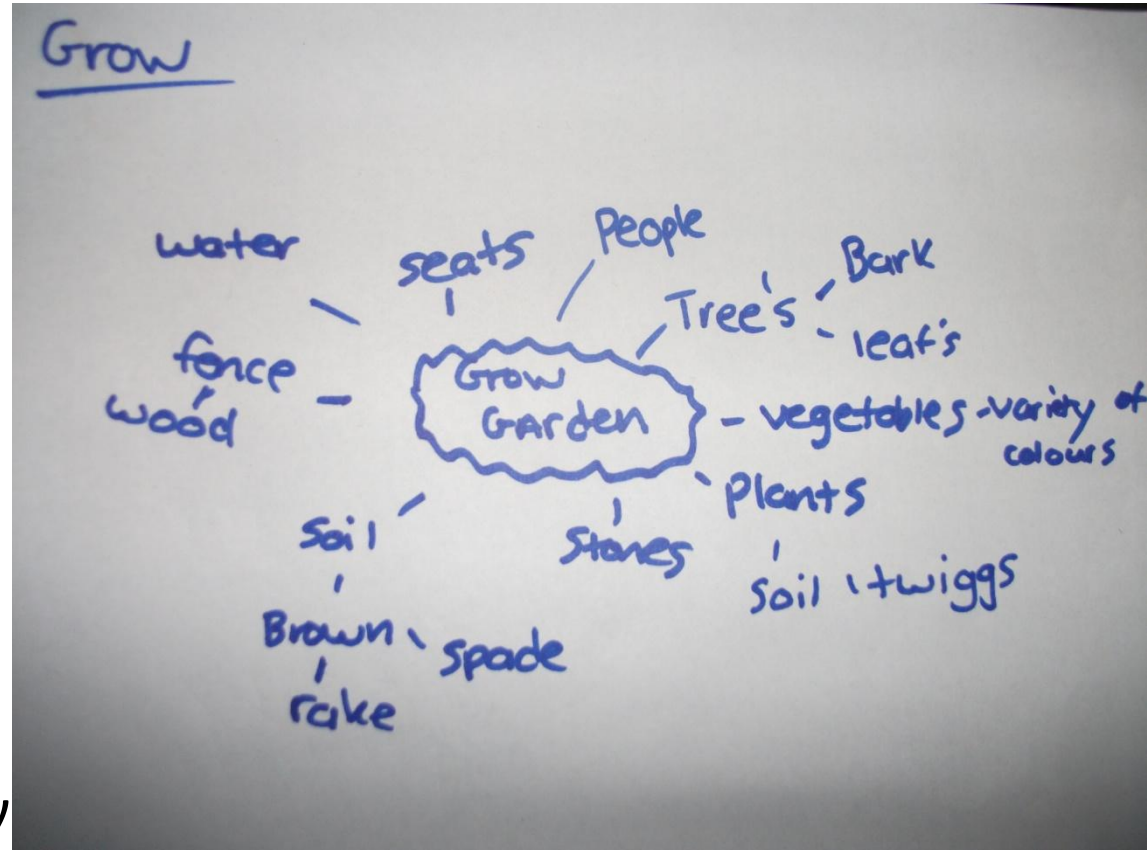 Grow
water
seats
People
Tree's
Bark
leaf's
fence
wood
Grow
Garden
vegetables - variety of
colours
Plants
soil
twiggs
Stones
Soil
Brown
spade
rake